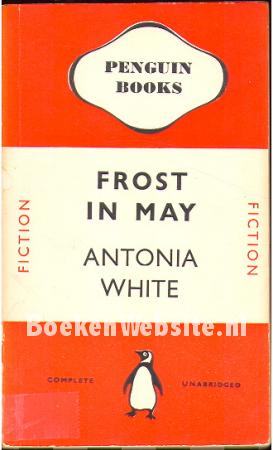 PENGUIN
BOOKS
FROST
IN MAY
FICTION
FICTION
ANTONIA
WHITE
BoekenWebsite.nl
COMPLETE
UNABRIDGED